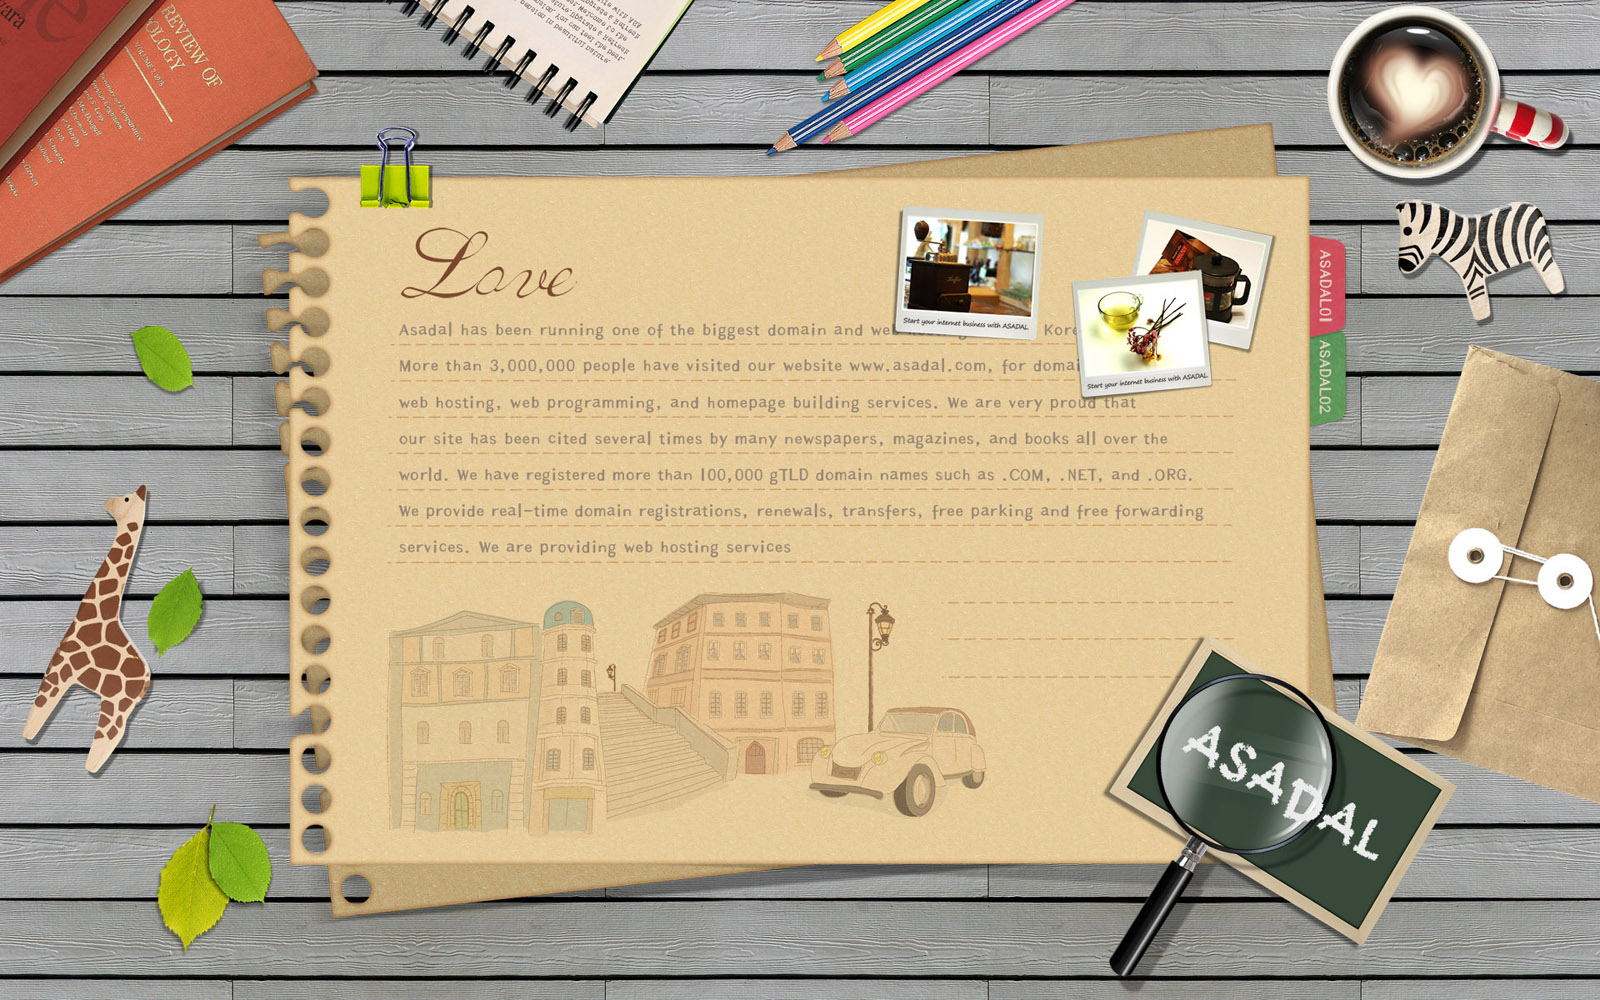 REVIEW OF
OLOGY
VOLUME 2 1978
Love
Asadal has been running one of the biggest domain and we Kore
More than 3,000,000 people have visited our website www.asadal.com, for domai
web hosting, web programming, and homepage building services. We are very proud that
our site has been cited several times by many newspapers, magazines, and books all over the
world. We have registered more than 100,000 gTLD domain names such as .COM, .NET, and .ORG.
We provide real-time domain registrations, renewals, transfers, free parking and free forwarding
services. We are providing web hosting services
Start your internet business with ASADAL
Start your internet business with ASADAL
ASADAL01
ASADAL02
ASADAL